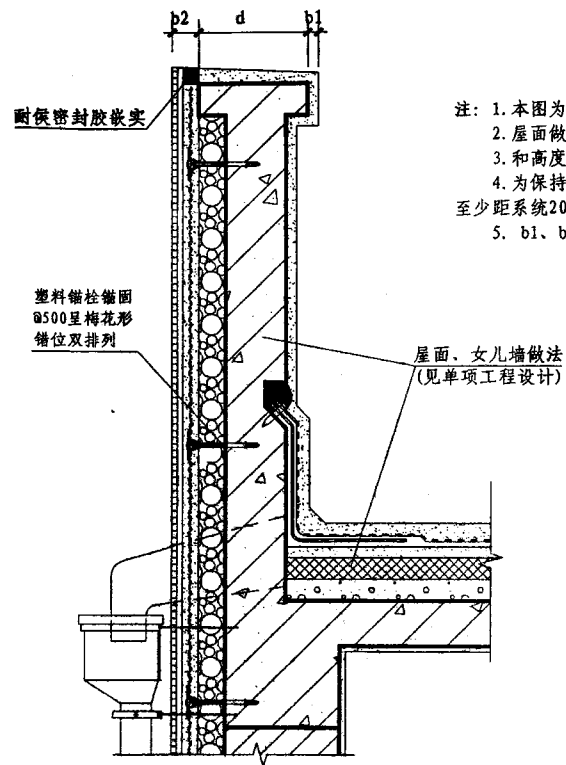 b2 d b1
耐侯密封胶嵌实
注: 1.本图为
2.屋面做
3.和高度
4.为保持
至少距系统20
5. b1、b
塑料锚栓锚固
@500呈梅花形
错位双排列
屋面、女儿墙做法
(见单项工程设计)